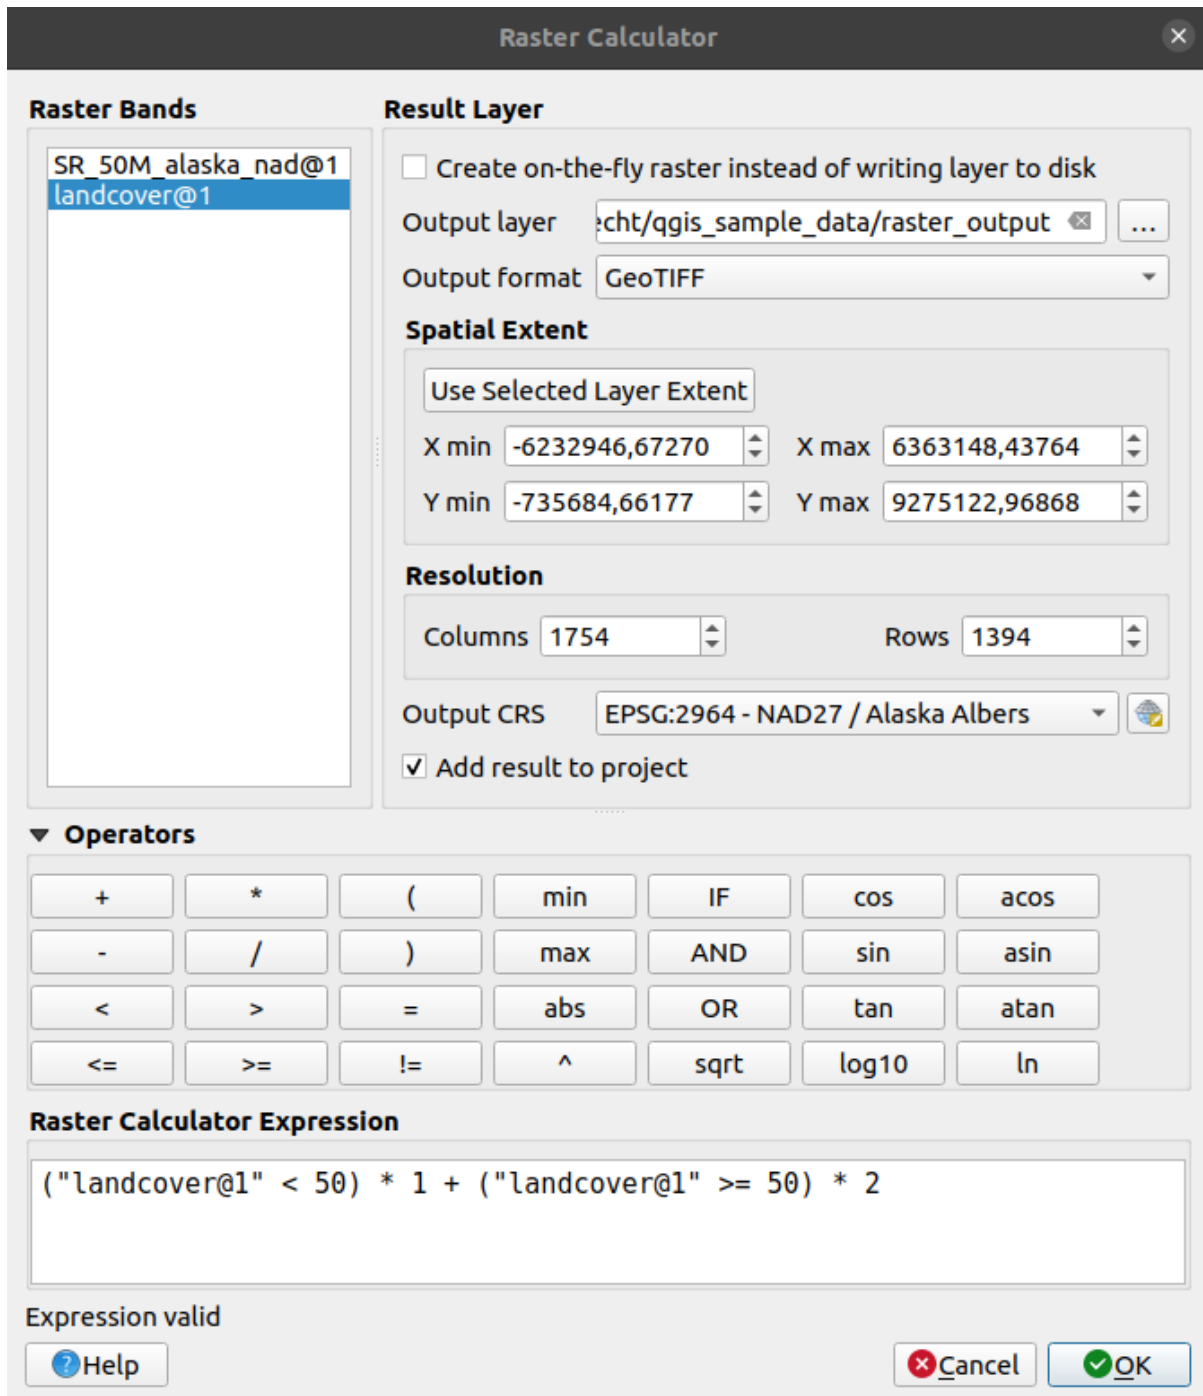 Raster Calculator
Raster Bands
SR_50M_alaska_nad@1
landcover@1
Result Layer
Create on-the-fly raster instead of writing layer to disk
Output layer :cht/qgis_sample_data/raster_output ...
Output format GeoTIFF
Spatial Extent
Use Selected Layer Extent
X min -6232946,67270 X max 6363148,43764
Y min -735684,66177 Y max 9275122,96868
Resolution
Columns 1754 Rows 1394
Output CRS EPSG:2964 - NAD27 / Alaska Albers
Add result to project
Operators
+ * ( min IF cos acos
- / ) max AND sin asin
< > = abs OR tan atan
<= >= != ^ sqrt log10 ln
Raster Calculator Expression
("landcover@1" < 50) * 1 + ("landcover@1" >= 50) * 2
Expression valid
Help Cancel OK